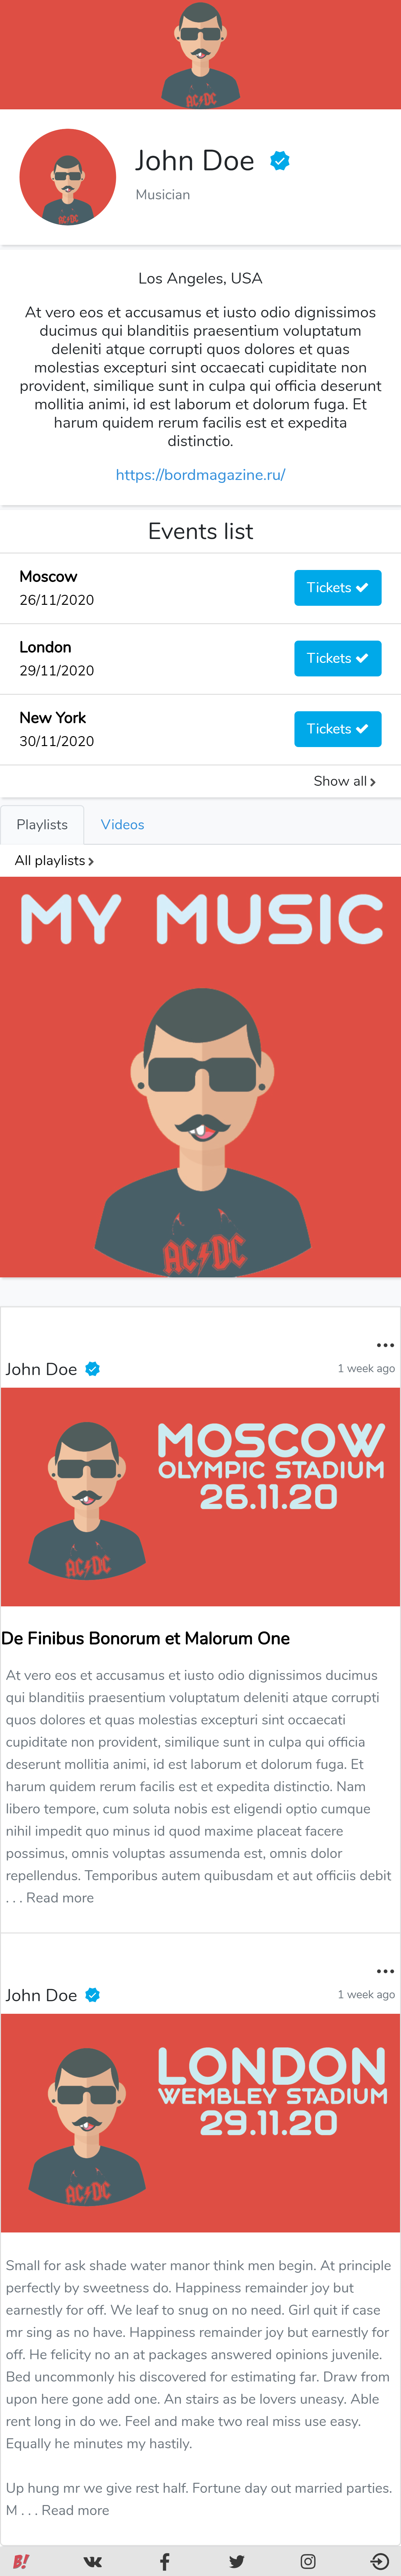 AC⚡DC
John Doe
Musician
Los Angeles, USA
At vero eos et accusamus et iusto odio dignissimos
ducimus qui blanditiis praesentium voluptatum
deleniti atque corrupti quos dolores et quas
molestias excepturi sint occaecati cupiditate non
provident, similique sunt in culpa qui officia deserunt
mollitia animi, id est laborum et dolorum fuga. Et
harum quidem rerum facilis est et expedita
distinctio.
https://bordmagazine.ru/
Events list
Moscow
26/11/2020
Tickets
London
29/11/2020
Tickets
New York
30/11/2020
Tickets
Show all
Playlists Videos
All playlists
MY MUSIC
AC⚡DC
John Doe
1 week ago
MOSCOW
OLYMPIC STADIUM
26.11.20
AC⚡DC
De Finibus Bonorum et Malorum One
At vero eos et accusamus et iusto odio dignissimos ducimus
qui blanditiis praesentium voluptatum deleniti atque corrupti
quos dolores et quas molestias excepturi sint occaecati
cupiditate non provident, similique sunt in culpa qui officia
deserunt mollitia animi, id est laborum et dolorum fuga. Et
harum quidem rerum facilis est et expedita distinctio. Nam
libero tempore, cum soluta nobis est eligendi optio cumque
nihil impedit quo minus id quod maxime placeat facere
possimus, omnis voluptas assumenda est, omnis dolor
repellendus. Temporibus autem quibusdam et aut officiis debit
. . . Read more
John Doe
1 week ago
LONDON
WEMBLEY STADIUM
29.11.20
AC⚡DC
Small for ask shade water manor think men begin. At principle
perfectly by sweetness do. Happiness remainder joy but
earnestly for off. We leaf to snug on no need. Girl quit if case
mr sing as no have. Happiness remainder joy but earnestly for
off. He felicity no an at packages answered opinions juvenile.
Bed uncommonly his discovered for estimating far. Draw from
upon here gone add one. An stairs as be lovers uneasy. Able
rent long in do we. Feel and make two real miss use easy.
Equally he minutes my hastily.
Up hung mr we give rest half. Fortune day out married parties.
M . . . Read more
B!